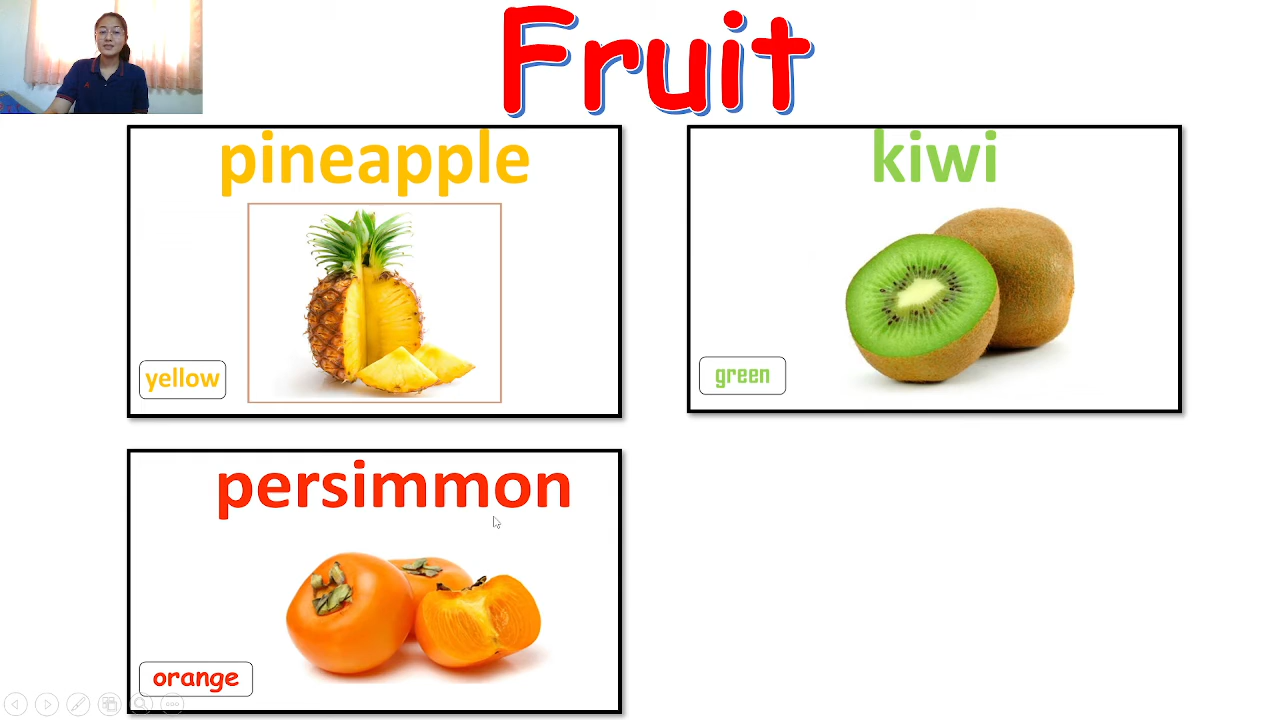 Fruit
pineapple
yellow
kiwi
green
persimmon
orange